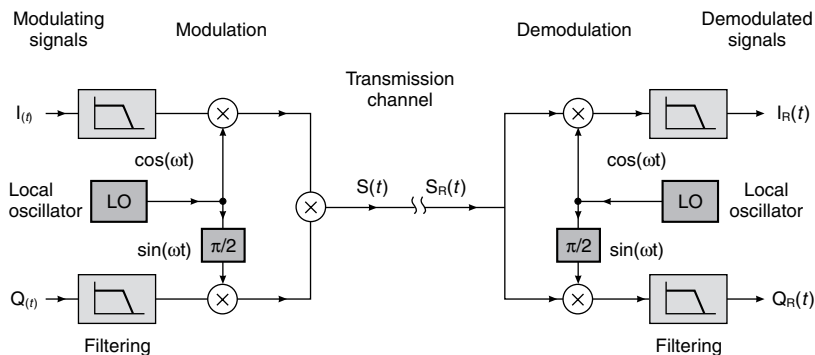 Modulating
signals
Modulation
Demodulation
Demodulated
signals
Transmission
channel
I(t)
IR(t)
cos(ωt)
cos(ωt)
Local
oscillator
LO
S(t)
SR(t)
LO
Local
oscillator
sin(ωt)
π/2
π/2
sin(ωt)
Q(t)
QR(t)
Filtering
Filtering